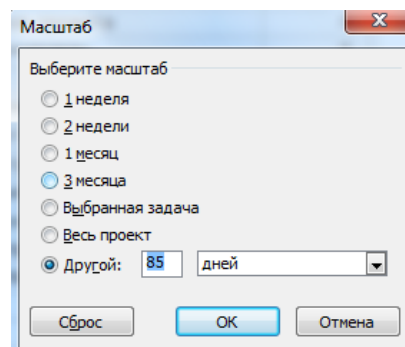 Масштаб
Выберите масштаб
1 неделя
2 недели
1 месяц
3 месяца
Выбранная задача
Весь проект
Другой: 85 дней
Сброс ОК Отмена